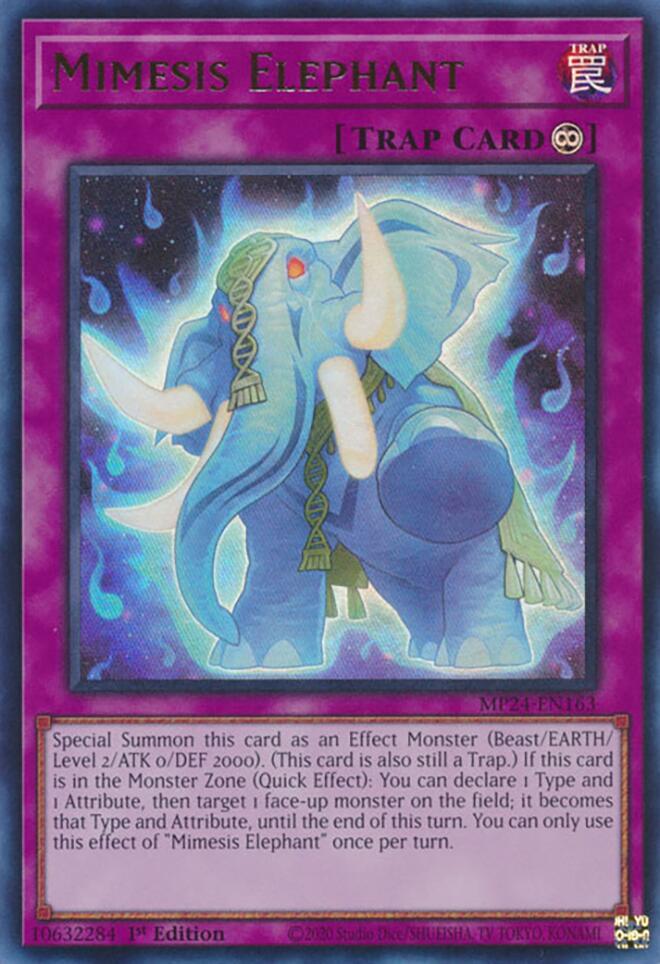 Mimesis Elephant
TRAP
罠
[Trap Card]
MP24-EN163
Special Summon this card as an Effect Monster (Beast/EARTH/
Level 2/ATK 0/DEF 2000). (This card is also still a Trap.) If this card
is in the Monster Zone (Quick Effect): You can declare 1 Type and
1 Attribute, then target 1 face-up monster on the field; it becomes
that Type and Attribute, until the end of this turn. You can only use
this effect of "Mimesis Elephant" once per turn.
10632284 1st Edition ©2020 Studio Dice/SHUEISHA, TV TOKYO, KONAMI